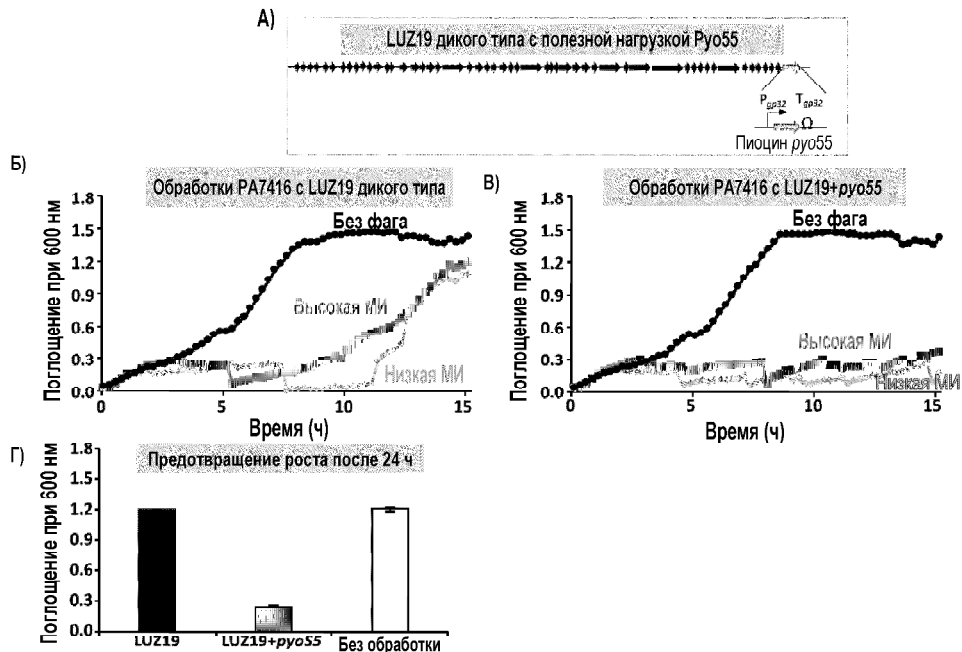 А)
LUZ19 дикого типа с полезной нагрузкой Pyo55
Pgp32 Tgp32
Ω
Пиоцин pyo55
Б)
Обработки PA7416 с LUZ19 дикого типа
Поглощение при 600 нм
1.8
1.5
1.2
0.9
0.6
0.3
0.0
Без фага
Высокая МИ
Низкая МИ
0 5 10 15
Время (ч)
В)
Обработки PA7416 с LUZ19+pyo55
Поглощение при 600 нм
1.8
1.5
1.2
0.9
0.6
0.3
0.0
Без фага
Высокая МИ
Низкая МИ
0 5 10 15
Время (ч)
Г)
Предотвращение роста после 24 ч
Поглощение при 600 нм
1.8
1.5
1.2
0.9
0.6
0.3
0.0
LUZ19 LUZ19+pyo55 Без обработки